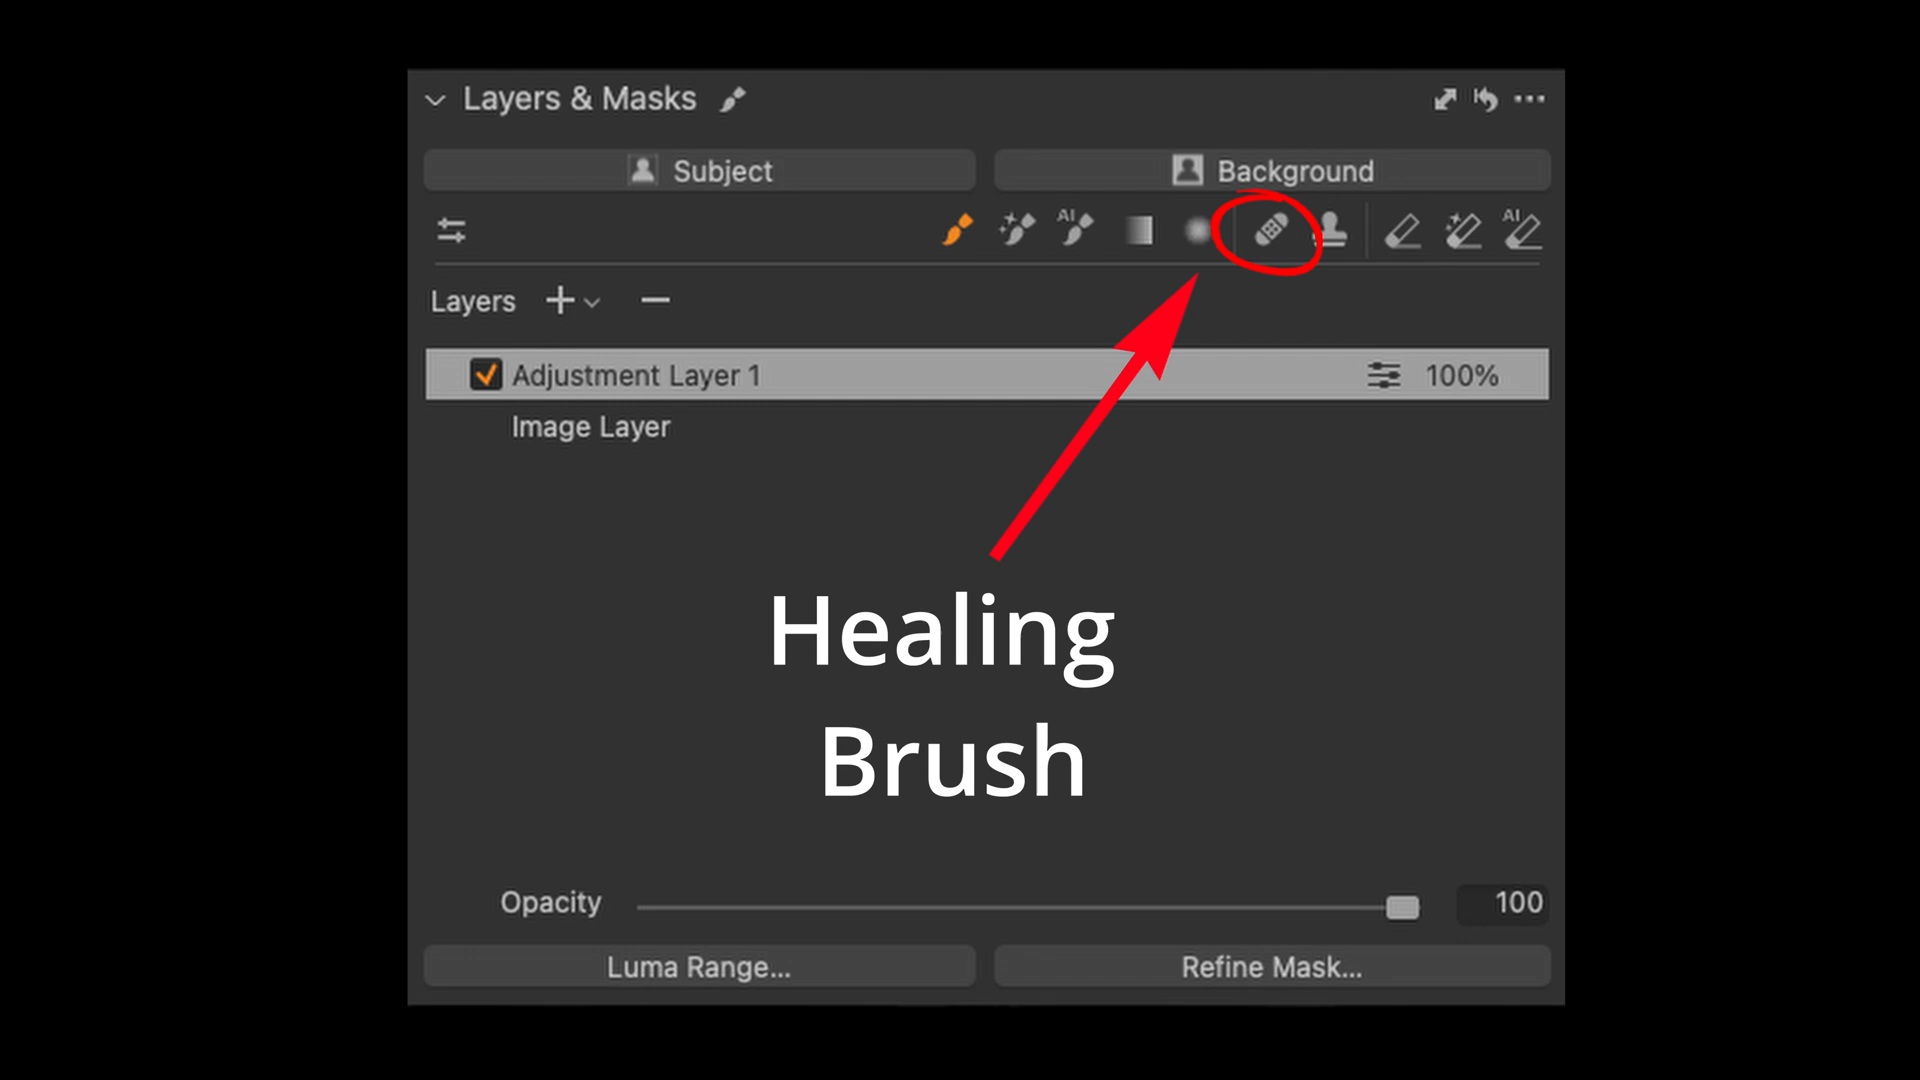 Layers & Masks
Subject
Background
AI
AI
Layers
Adjustment Layer 1
100%
Image Layer
Healing
Brush
Opacity
100
Luma Range...
Refine Mask...